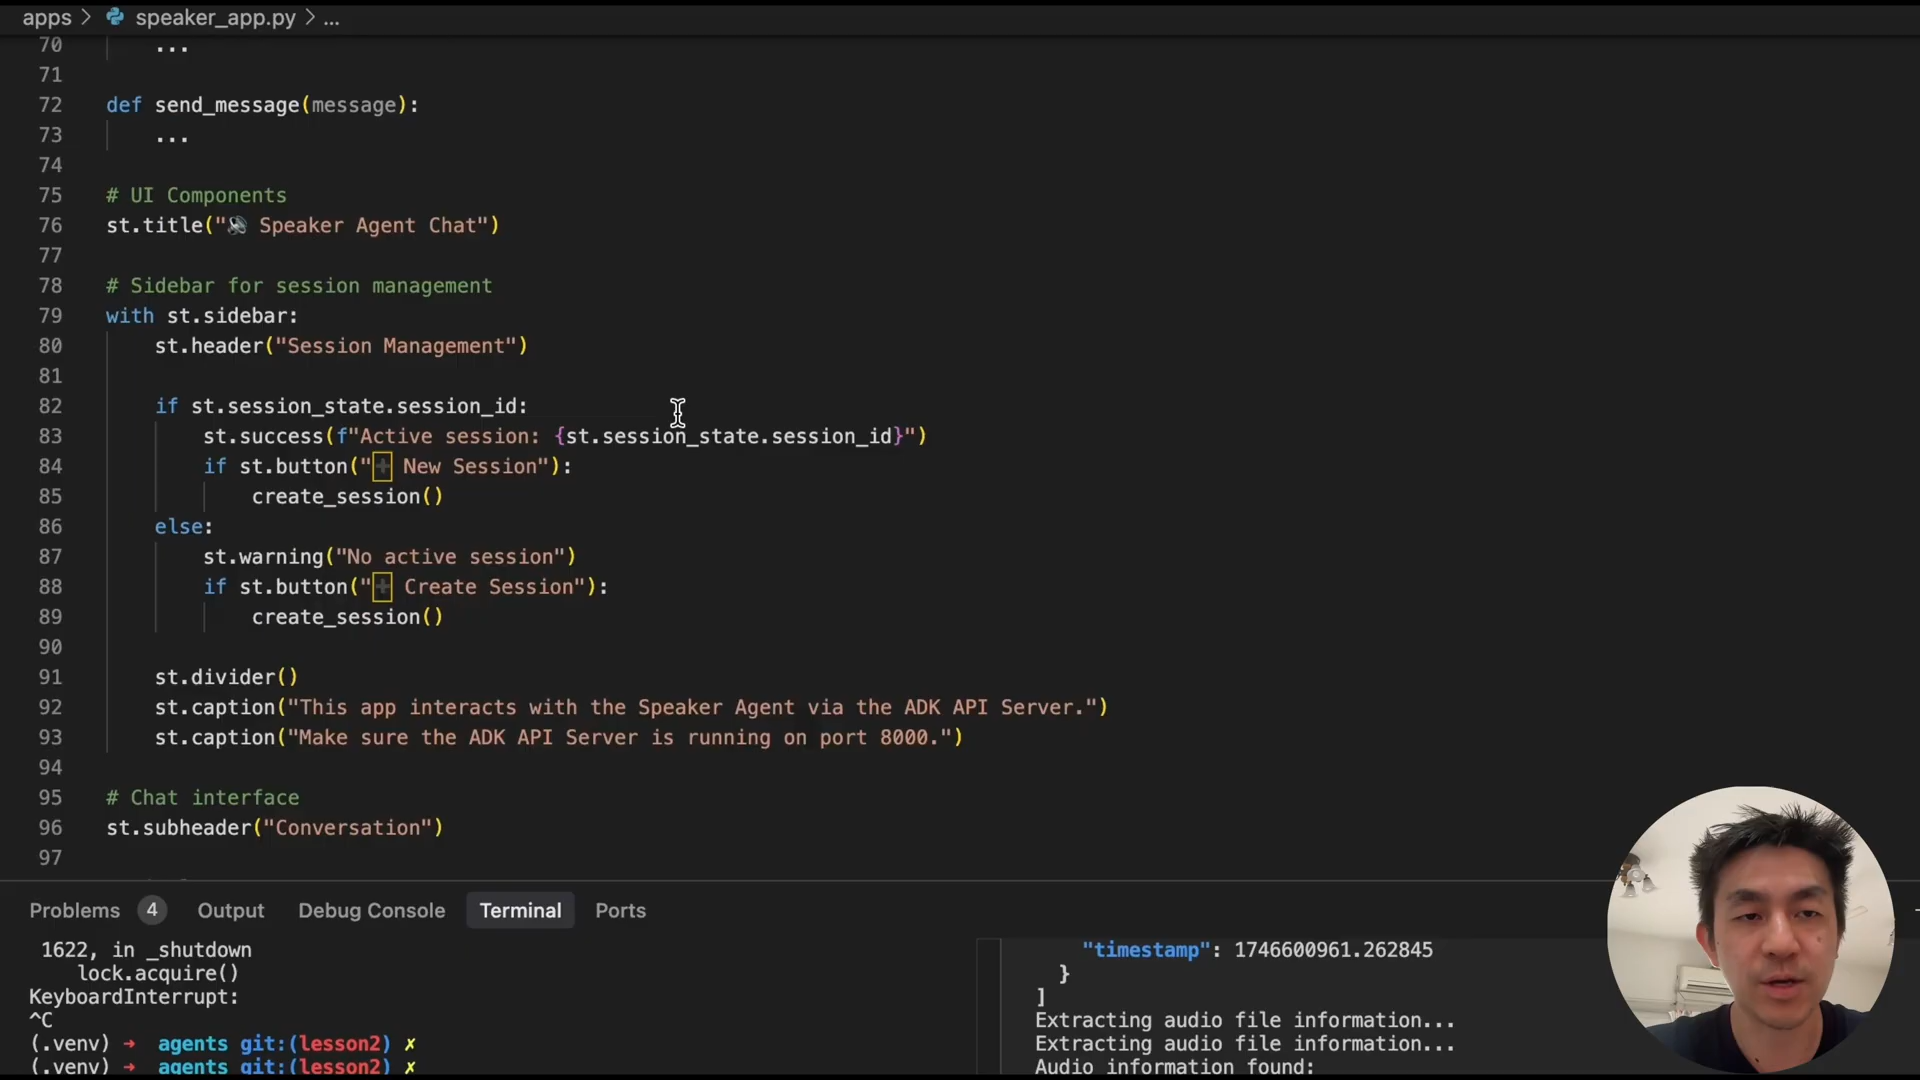 apps > speaker_app.py > ...
70 ...
71
72 def send_message(message):
73 ...
74
75 # UI Components
76 st.title("🔊 Speaker Agent Chat")
77
78 # Sidebar for session management
79 with st.sidebar:
80 st.header("Session Management")
81
82 if st.session_state.session_id:
83 st.success(f"Active session: {st.session_state.session_id}")
84 if st.button("➕ New Session"):
85 create_session()
86 else:
87 st.warning("No active session")
88 if st.button("➕ Create Session"):
89 create_session()
90
91 st.divider()
92 st.caption("This app interacts with the Speaker Agent via the ADK API Server.")
93 st.caption("Make sure the ADK API Server is running on port 8000.")
94
95 # Chat interface
96 st.subheader("Conversation")
97
Problems 4 Output Debug Console Terminal Ports
1622, in _shutdown
lock.acquire()
KeyboardInterrupt:
^C
(.venv) ➜ agents git:(lesson2) ✗
(.venv) ➜ agents git:(lesson2) ✗
"timestamp": 1746600961.262845
}
]
Extracting audio file information...
Extracting audio file information...
Audio information found: